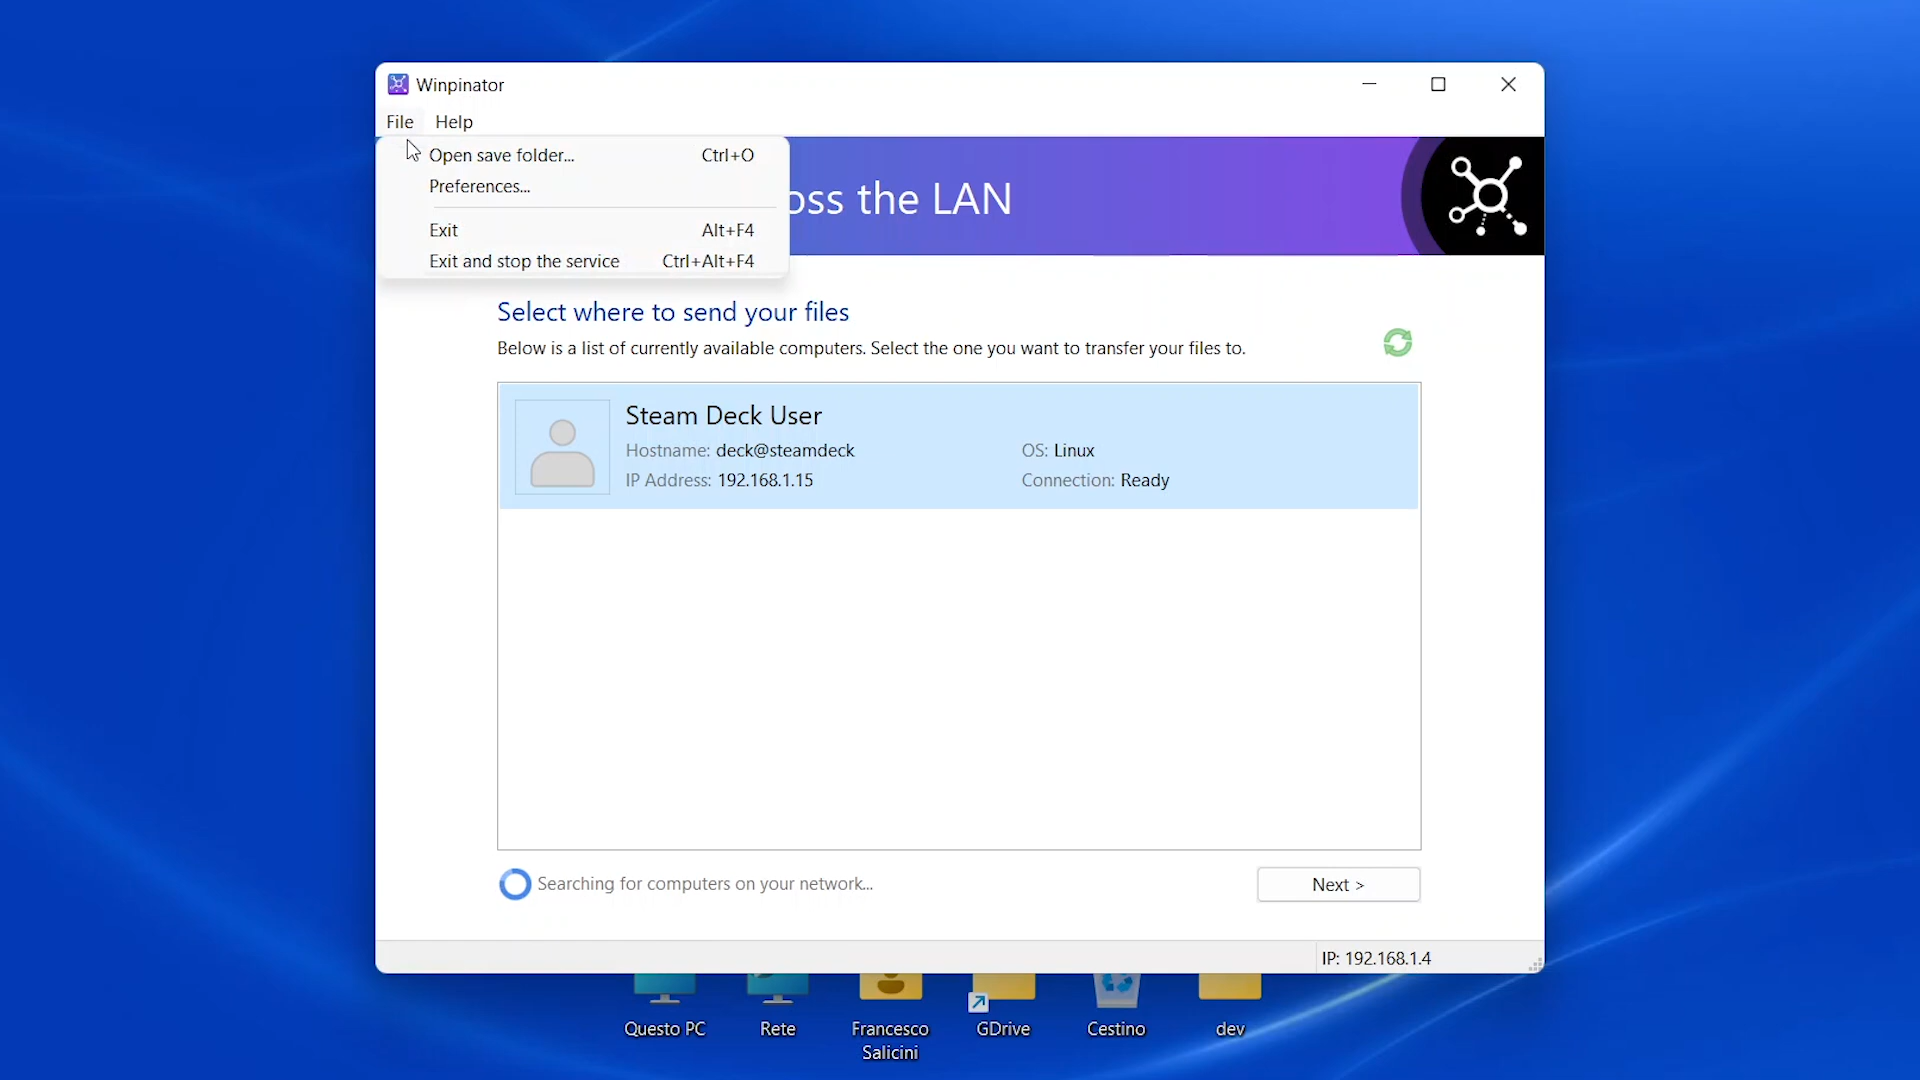 Winpinator
File Help
Open save folder... Ctrl+O
Preferences...
Exit Alt+F4
Exit and stop the service Ctrl+Alt+F4
the LAN
Select where to send your files
Below is a list of currently available computers. Select the one you want to transfer your files to.
Steam Deck User
Hostname: deck@steamdeck OS: Linux
IP Address: 192.168.1.15 Connection: Ready
Searching for computers on your network...
Next >
IP: 192.168.1.4
Questo PC
Rete
Francesco
Salicini
GDrive
Cestino
dev